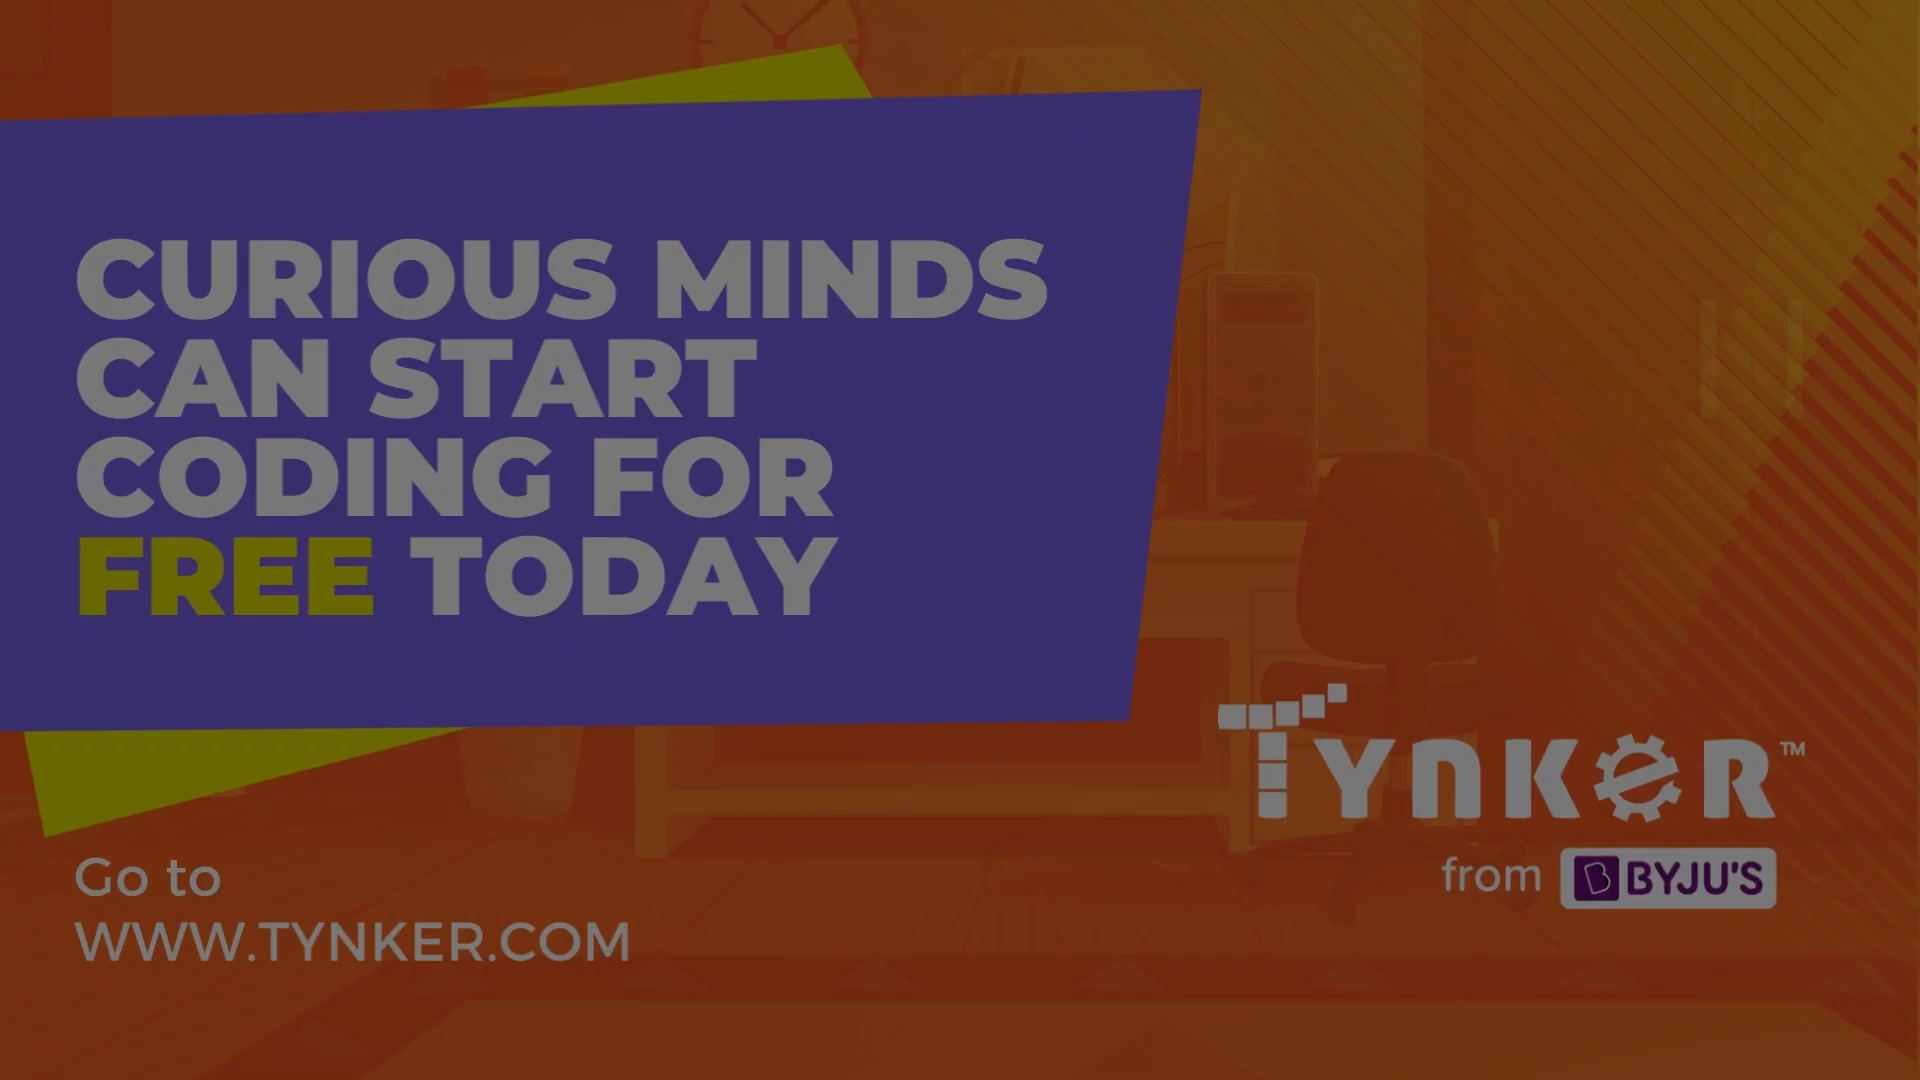 CURIOUS MINDS
CAN START
CODING FOR
FREE TODAY
TYNKER™
from BYJU'S
Go to
WWW.TYNKER.COM